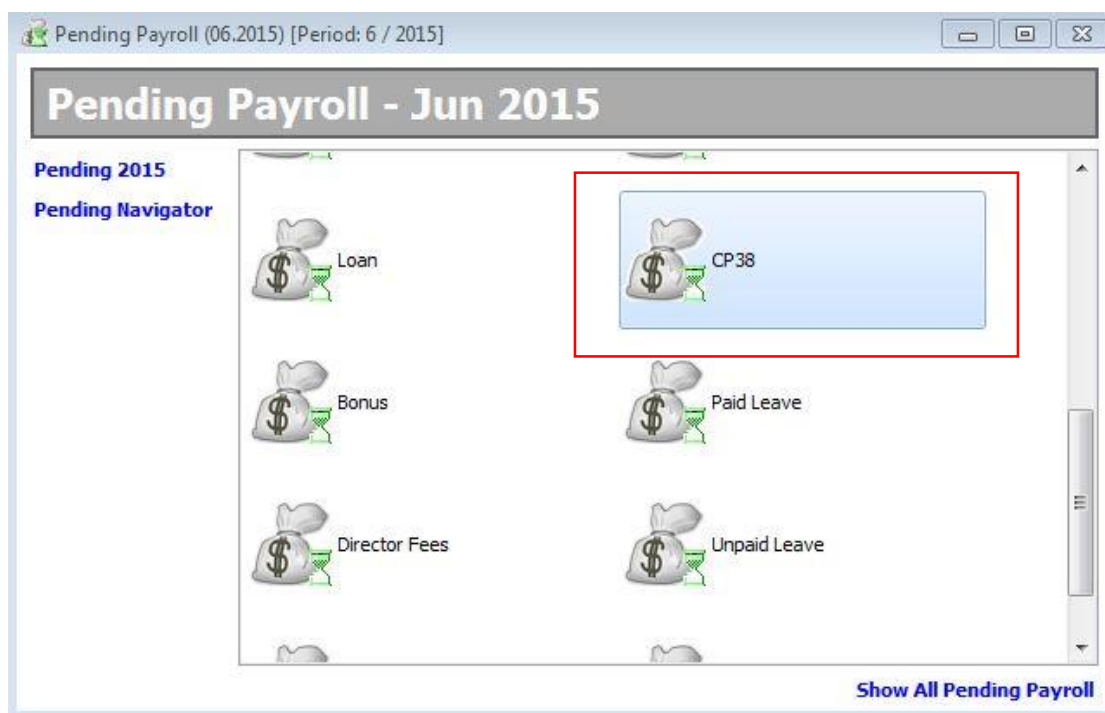 Pending Payroll (06.2015) [Period: 6 / 2015]
Pending Payroll - Jun 2015
Pending 2015
Pending Navigator
Loan
CP38
Bonus
Paid Leave
Director Fees
Unpaid Leave
Show All Pending Payroll